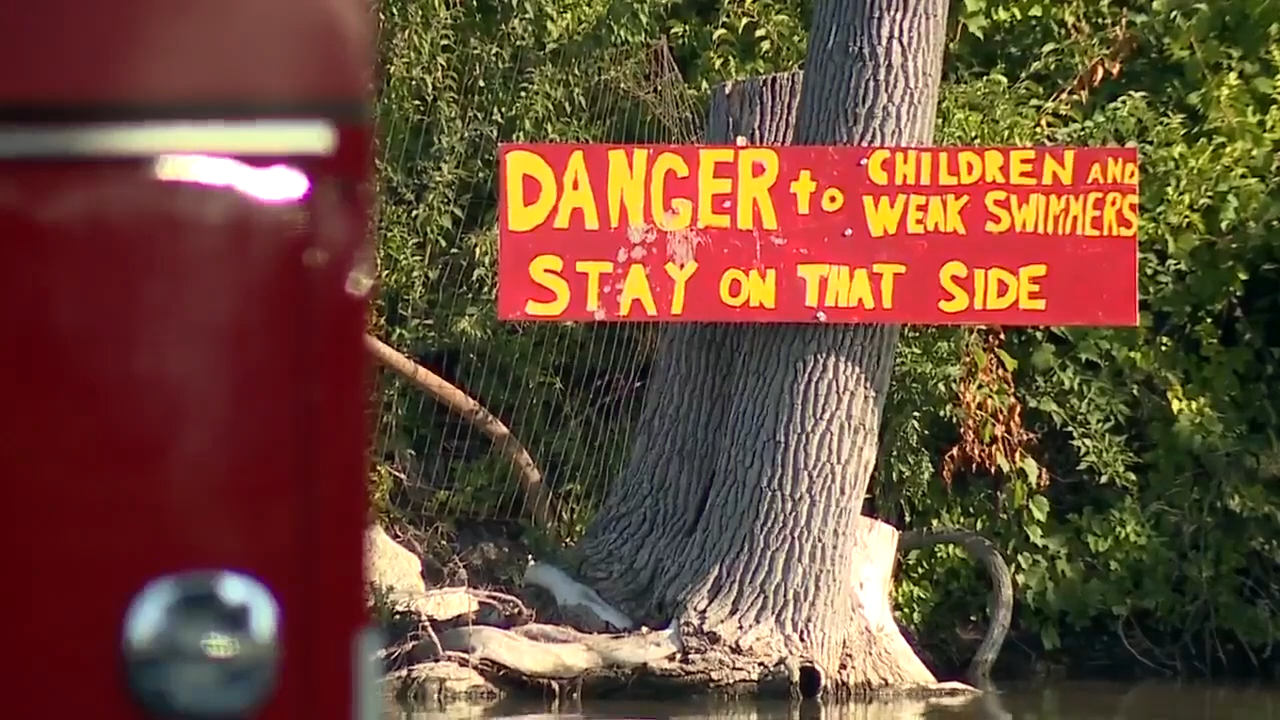 DANGER to CHILDREN AND
WEAK SWIMMERS
STAY ON THAT SIDE